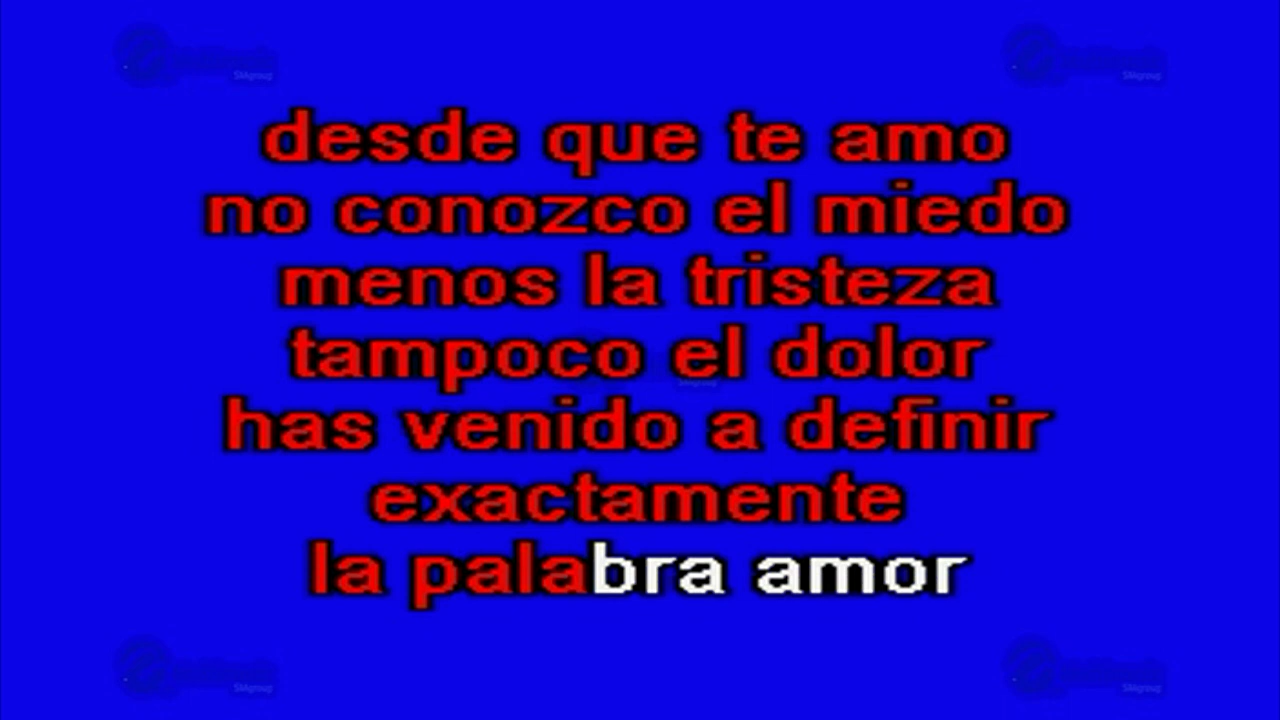 desde que te amo
no conozco el miedo
menos la tristeza
tampoco el dolor
has venido a definir
exactamente
la palabra amor